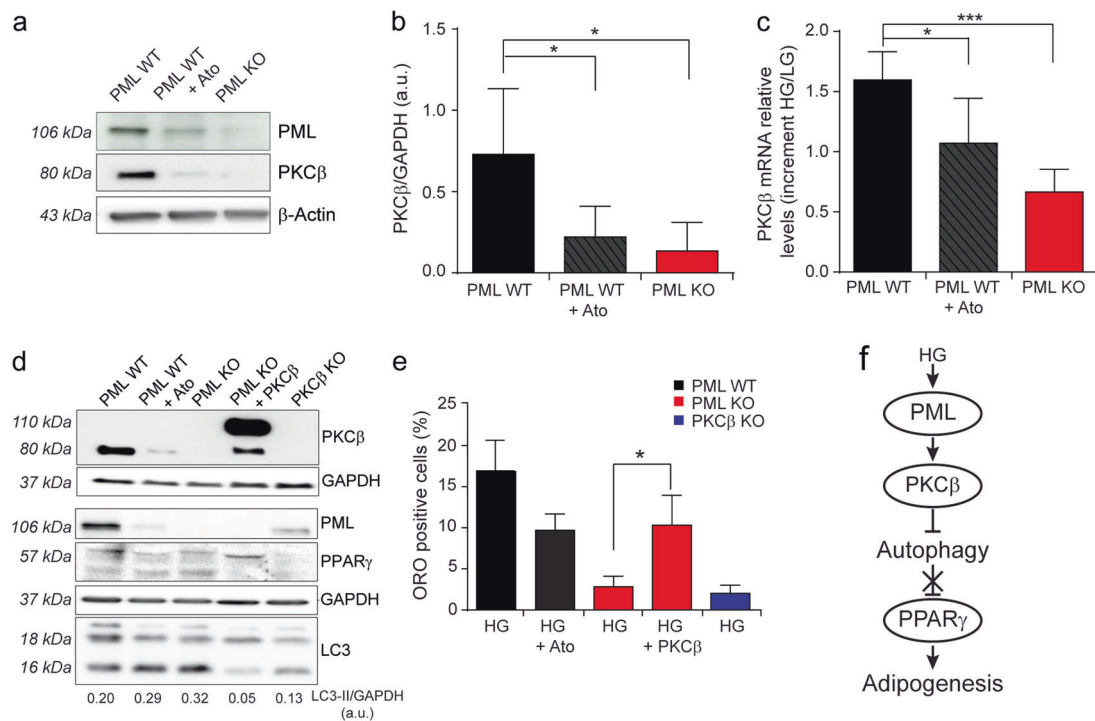 a
PML WT
PML WT
+ Ato
PML KO
106 kDa
PML
80 kDa
PKCβ
43 kDa
β-Actin
b
PKCβ/GAPDH (a.u.)
1.5
1.0
0.5
0.0
*
*
PML WT
PML WT
+ Ato
PML KO
c
PKCβ mRNA relative
levels (increment HG/LG)
2.0
1.5
1.0
0.5
0.0
***
*
PML WT
PML WT
+ Ato
PML KO
d
PML WT
PML WT
+ Ato
PML KO
PML KO
+ PKCβ
PKCβ KO
110 kDa
80 kDa
PKCβ
37 kDa
GAPDH
106 kDa
PML
57 kDa
PPARγ
37 kDa
GAPDH
18 kDa
LC3
16 kDa
0.20 0.29 0.32 0.05 0.13 LC3-II/GAPDH
(a.u.)
e
PML WT
PML KO
PKCβ KO
ORO positive cells (%)
25
20
15
10
5
0
*
HG HG HG HG HG
+ Ato + PKCβ
f
HG
PML
PKCβ
Autophagy
PPARγ
Adipogenesis